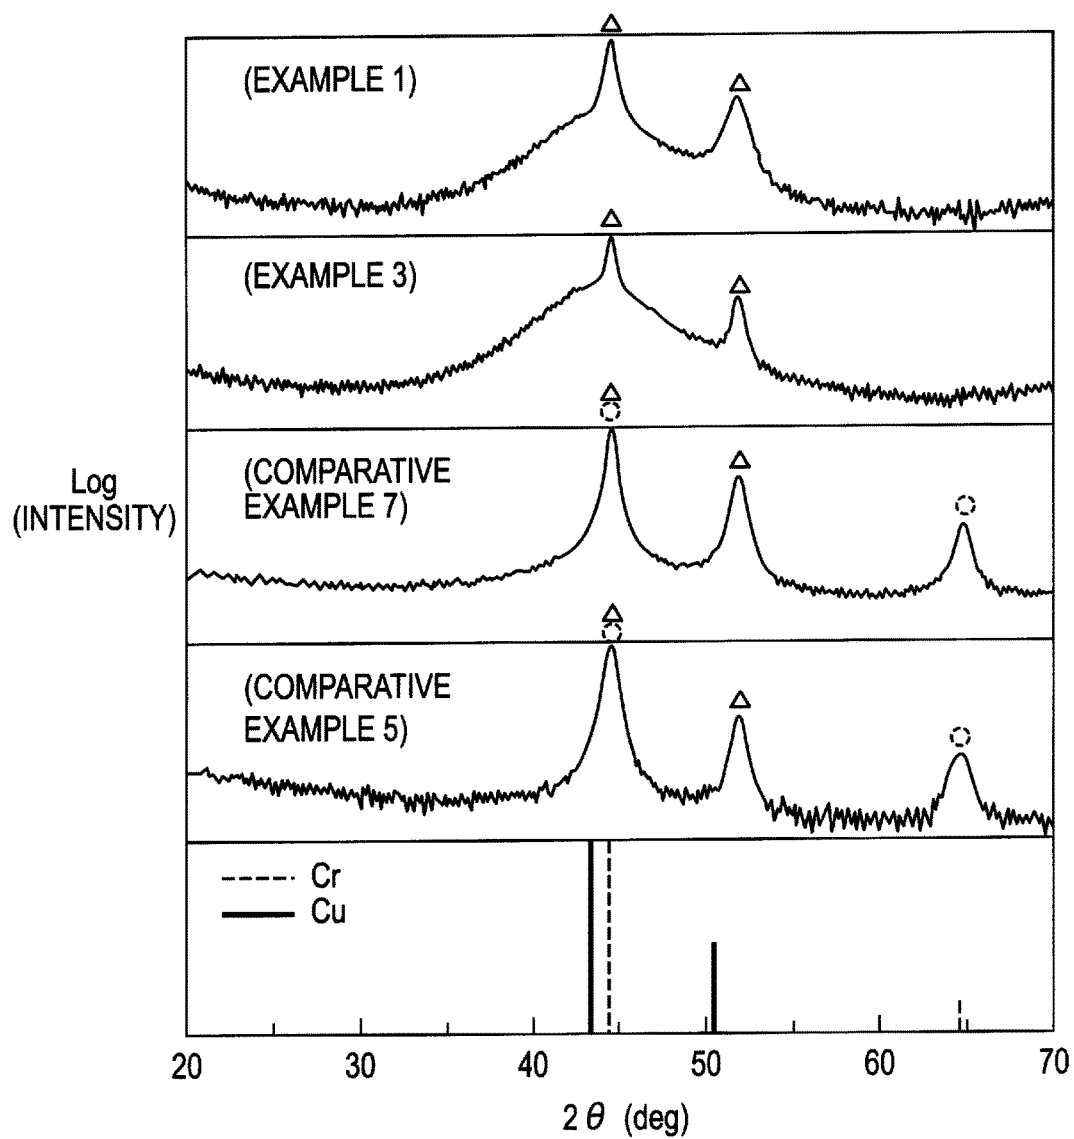 (EXAMPLE 1)
(EXAMPLE 3)
(COMPARATIVE
EXAMPLE 7)
Log
(INTENSITY)
(COMPARATIVE
EXAMPLE 5)
Cr
Cu
20 30 40 50 60 70
2θ (deg)